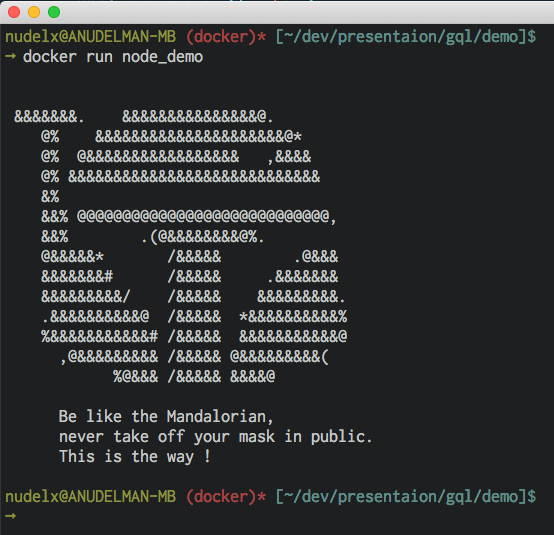 nudelx@ANUDELMAN-MB (docker)* [~/dev/presentaion/gql/demo]$
→ docker run node_demo
&&&&&&&.    &&&&&&&&&&&&&&&@.
@%    &&&&&&&&&&&&&&&&&&&&&@*
@%  @&&&&&&&&&&&&&&&&&   ,&&&&
@% &&&&&&&&&&&&&&&&&&&&&&&&&&&&
&%
&&% @@@@@@@@@@@@@@@@@@@@@@@@@@@@,
&&%        .(@&&&&&&&&@%.
@&&&&&*       /&&&&&        .@&&&
&&&&&&&#      /&&&&&     .&&&&&&&
&&&&&&&&&/    /&&&&&    &&&&&&&&&.
.&&&&&&&&&&@  /&&&&&  *&&&&&&&&&&%
%&&&&&&&&&&&# /&&&&&  &&&&&&&&&&&@
,@&&&&&&&&& /&&&&& @&&&&&&&&&(
%@&&& /&&&&& &&&&@
Be like the Mandalorian,
never take off your mask in public.
This is the way !
nudelx@ANUDELMAN-MB (docker)* [~/dev/presentaion/gql/demo]$
→